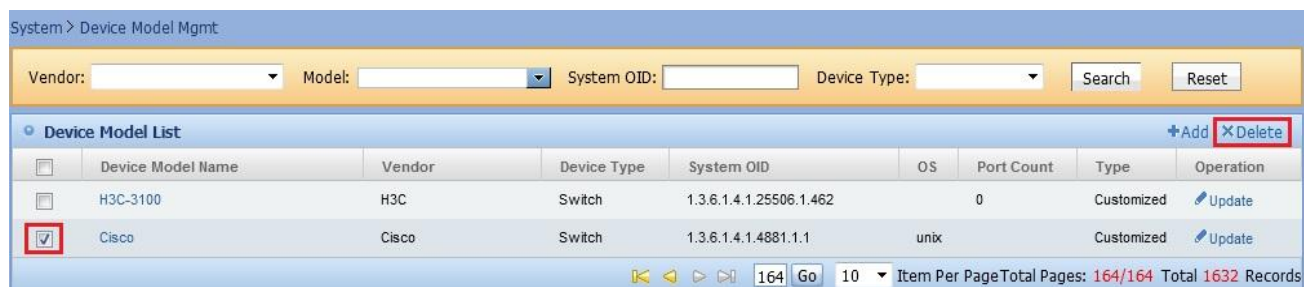 System > Device Model Mgmt
Vendor: Model: System OID: Device Type: Search Reset
Device Model List +Add ×Delete
Device Model Name Vendor Device Type System OID OS Port Count Type Operation
H3C-3100 H3C Switch 1.3.6.1.4.1.25506.1.462 0 Customized Update
Cisco Cisco Switch 1.3.6.1.4.1.4881.1.1 unix Customized Update
164 Go 10 Item Per PageTotal Pages: 164/164 Total 1632 Records